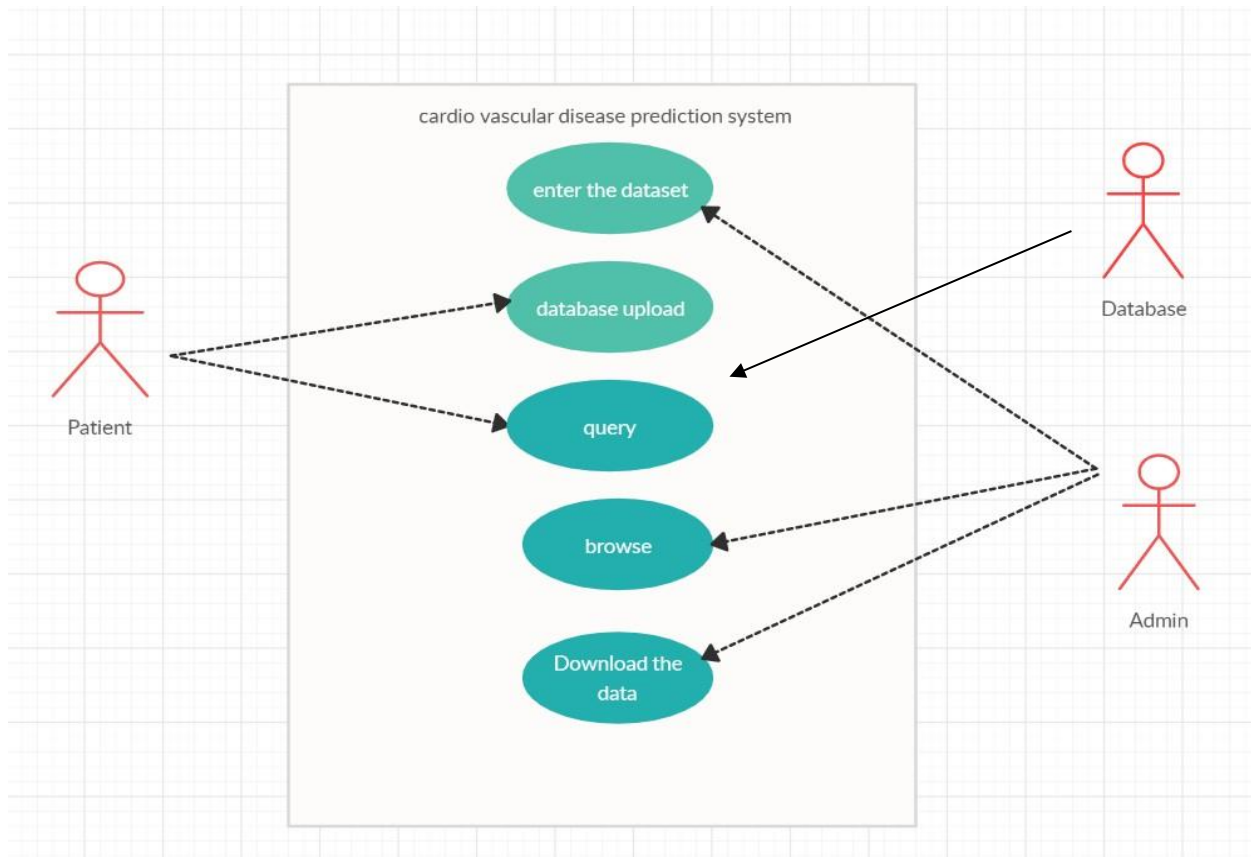 cardio vascular disease prediction system
enter the dataset
database upload
query
browse
Download the
data
Patient
Database
Admin